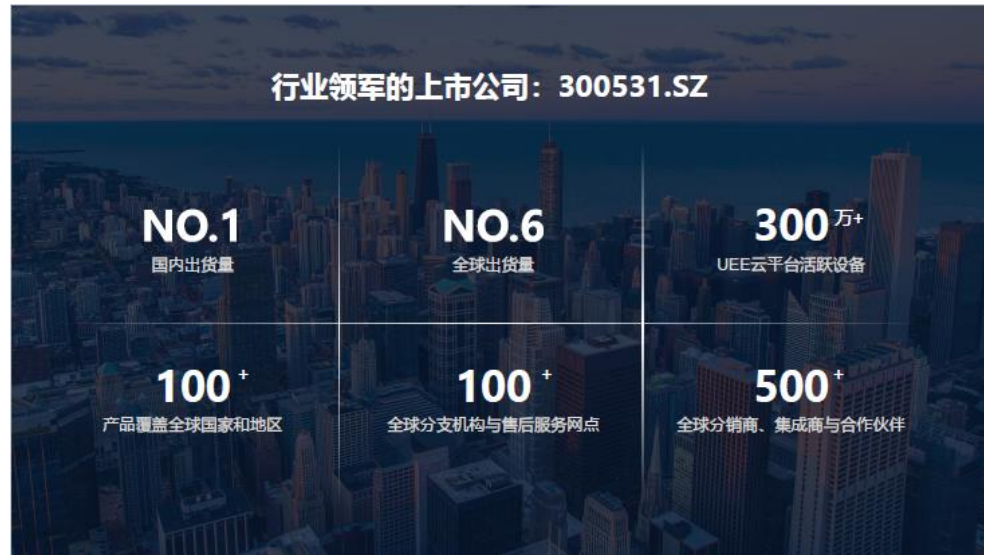 行业领军的上市公司：300531.SZ
NO.1
国内出货量
NO.6
全球出货量
300万+
UEE云平台活跃设备
100+
产品覆盖全球国家和地区
100+
全球分支机构与售后服务网点
500+
全球分销商、集成商与合作伙伴